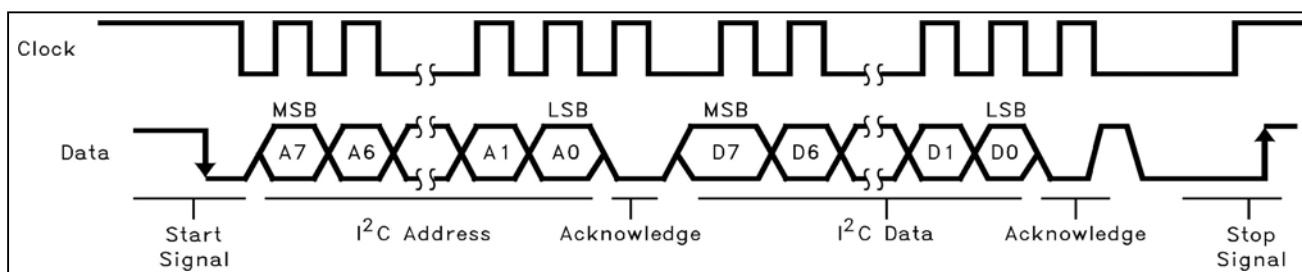 Clock
MSB LSB MSB LSB
Data A7 A6 A1 A0 D7 D6 D1 D0
Start Signal
I²C Address
Acknowledge
I²C Data
Acknowledge
Stop Signal